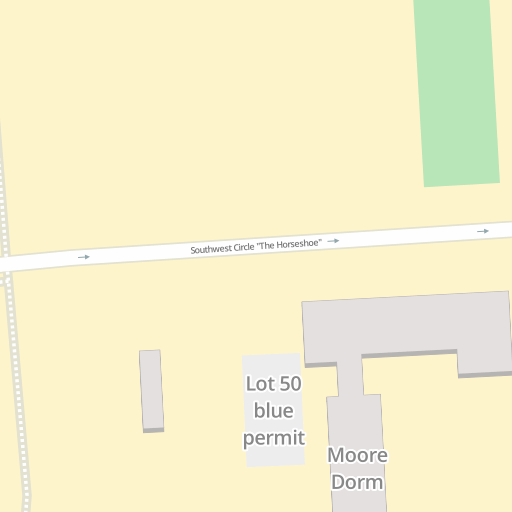 Southwest Circle "The Horseshoe"
Lot 50
blue
permit
Moore
Dorm